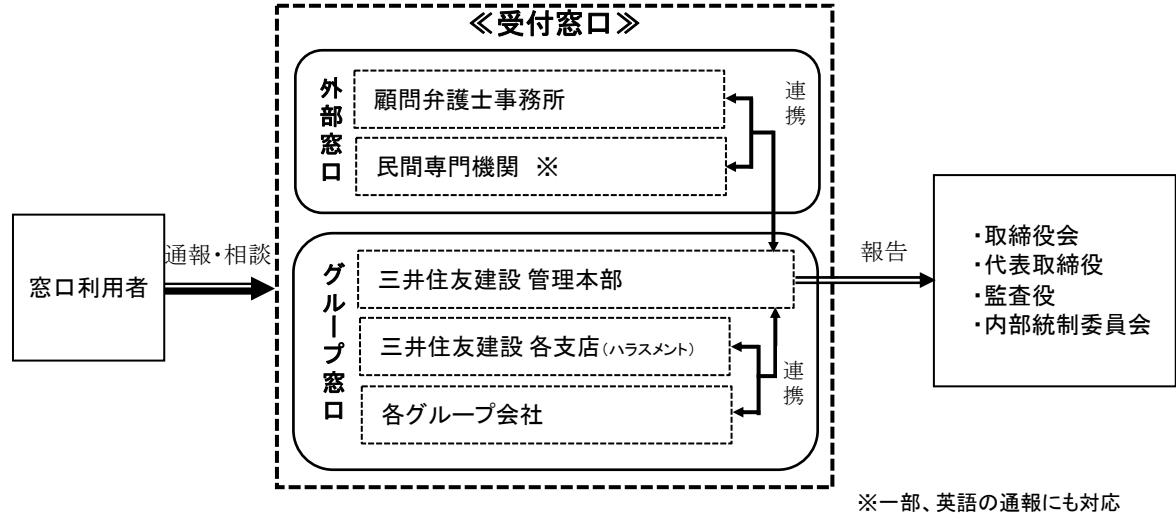 ≪受付窓口≫
外部窓口
顧問弁護士事務所
民間専門機関 ※
連携
窓口利用者
通報・相談
グループ窓口
三井住友建設 管理本部
三井住友建設 各支店(ハラスメント)
各グループ会社
連携
報告
・取締役会
・代表取締役
・監査役
・内部統制委員会
※一部、英語の通報にも対応